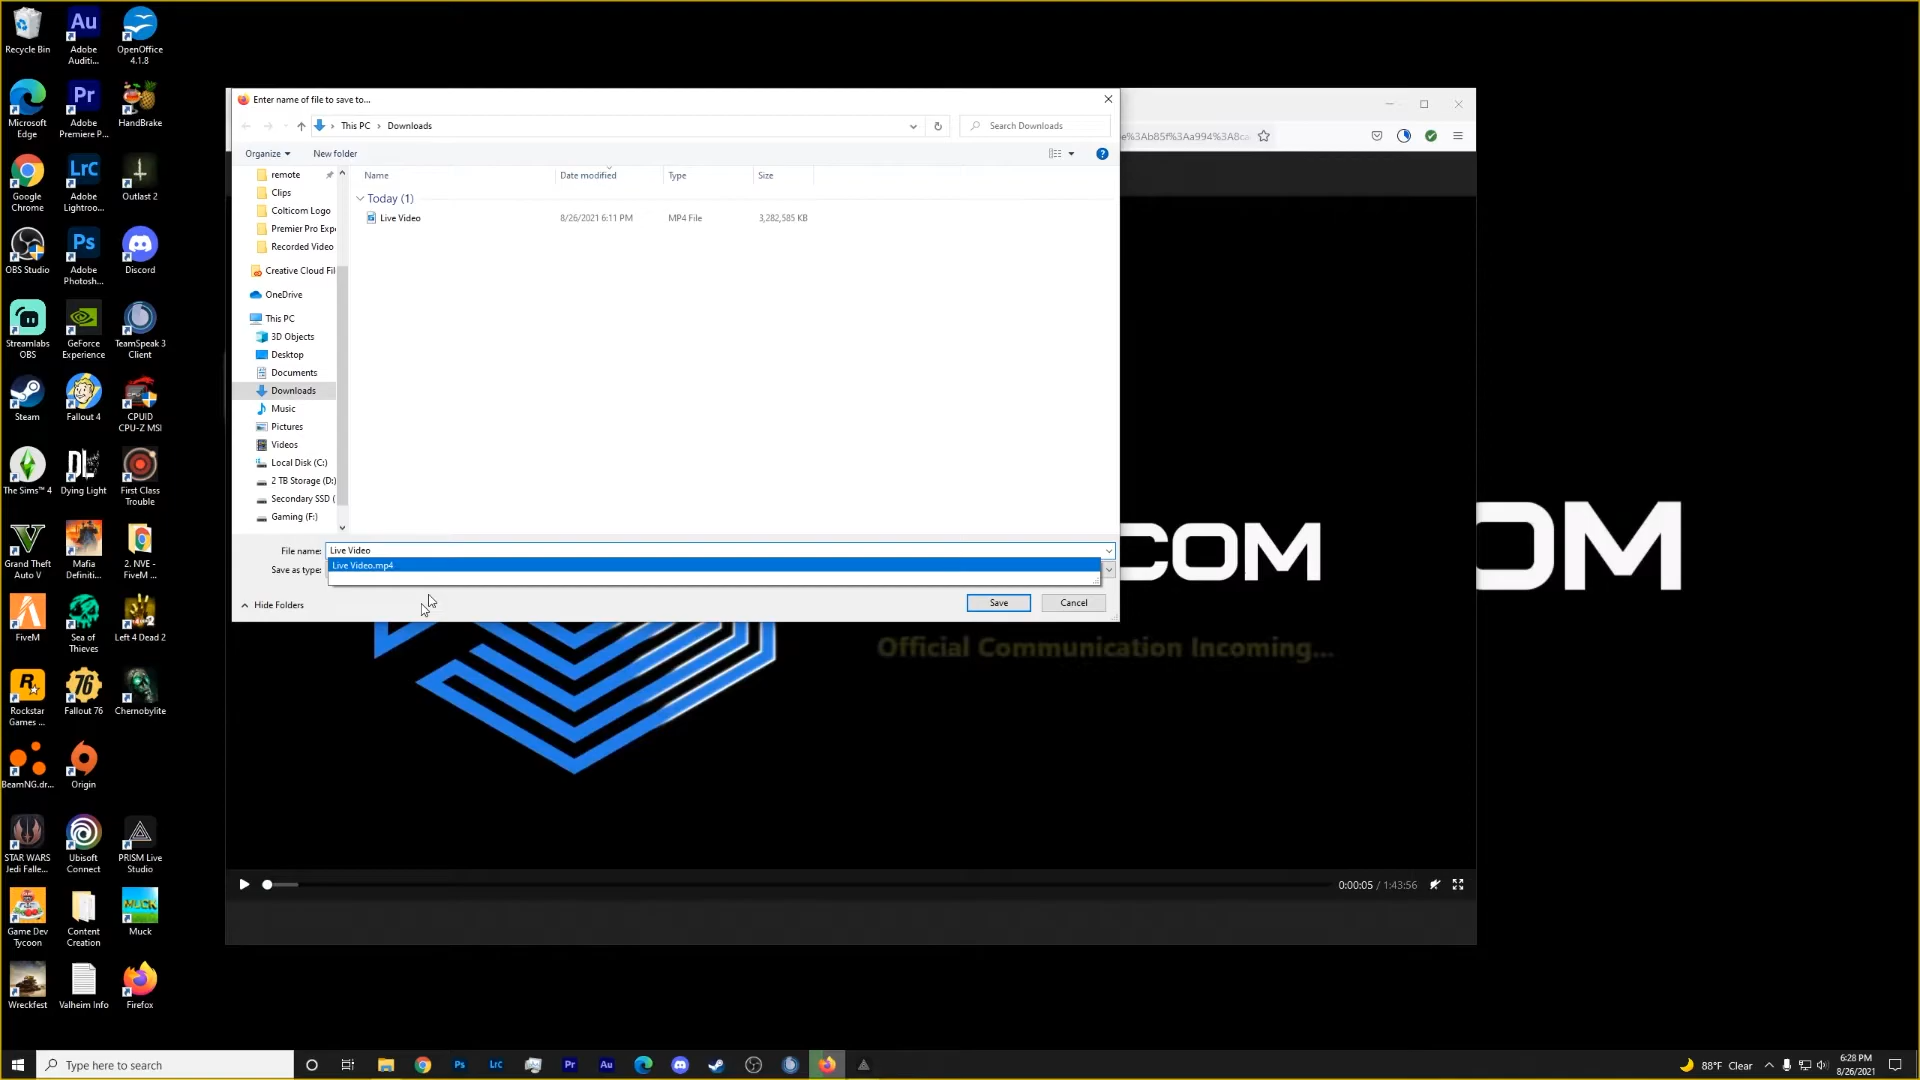 Recycle Bin
Adobe Auditi...
OpenOffice 4.1.8
Microsoft Edge
Adobe Premiere P...
HandBrake
Google Chrome
Adobe Lightroo...
Outlast 2
OBS Studio
Adobe Photosh...
Discord
Streamlabs OBS
GeForce Experience
TeamSpeak 3 Client
Steam
Fallout 4
CPUID CPU-Z MSI
The Sims™ 4
Dying Light
First Class Trouble
Grand Theft Auto V
Mafia Definiti...
2. NVE - FiveM ...
FiveM
Sea of Thieves
Left 4 Dead 2
Rockstar Games ...
Fallout 76
Chernobylite
BeamNG.dr...
Origin
STAR WARS Jedi Falle...
Ubisoft Connect
PRISM Live Studio
Game Dev Tycoon
Content Creation
Muck
Wreckfest
Valheim Info
Firefox
Enter name of file to save to...
This PC > Downloads
Search Downloads
Organize
New folder
Name Date modified Type Size
Today (1)
Live Video 8/26/2021 6:11 PM MP4 File 3,282,585 KB
remote
Clips
Colticom Logo
Premier Pro Exp
Recorded Video
Creative Cloud Fil
OneDrive
This PC
3D Objects
Desktop
Documents
Downloads
Music
Pictures
Videos
Local Disk (C:)
2 TB Storage (D:)
Secondary SSD (
Gaming (F:)
File name: Live Video
Live Video.mp4
Save as type:
Hide Folders
Save
Cancel
e%3Ab85f%3Aa994%3A8ca
COM
OM
Official Communication Incoming...
0:00:05 / 1:43:56
Type here to search
88°F Clear
6:28 PM
8/26/2021